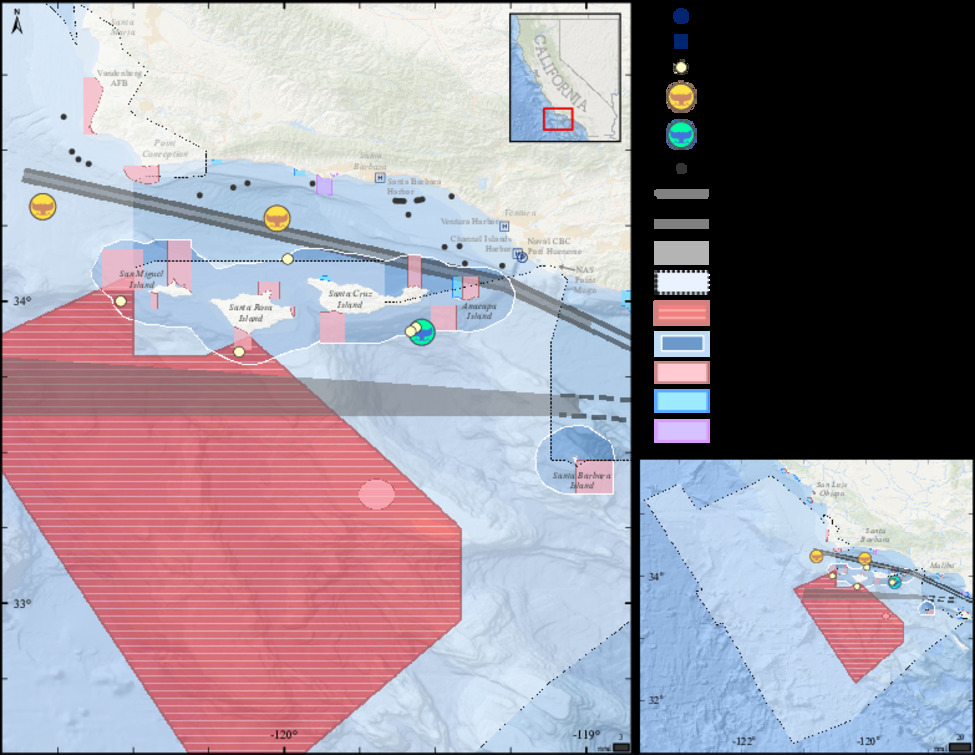 N
Santa
Maria
Vandenberg
AFB
CALIFORNIA
Point
Conception
Santa
Barbara
H
Santa Barbara
Harbor
Ventura
Ventura Harbor
H
Channel Islands
Harbor
Naval CBC
Port Hueneme
NAS
Point
Mugu
San Miguel
Island
Santa Rosa
Island
Santa Cruz
Island
Anacapa
Island
34°
Santa Barbara
Island
33°
-120°
-119°
San Luis
Obispo
Santa
Barbara
Malibu
34°
32°
-122°
-120°